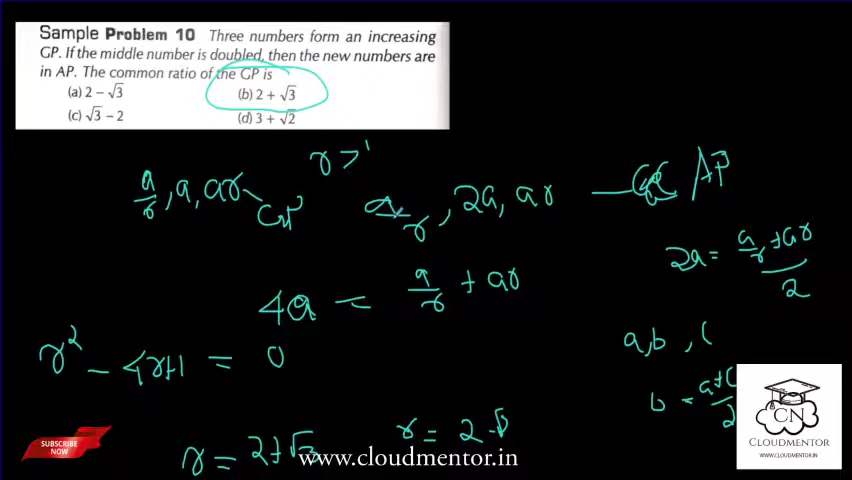 Sample Problem 10 Three numbers form an increasing
GP. If the middle number is doubled, then the new numbers are
in AP. The common ratio of the GP is
(a) 2 − √3 (b) 2 + √3
(c) √3 − 2 (d) 3 + √2
r > 1
a/r, a, ar GP
a/r, 2a, ar — AP
2a = (a/r + ar)/2
4a = a/r + ar
a, b, c
r² - 4r + 1 = 0
b = (a + c)/2
r = 2 + √3 r = 2 - √
CN
CLOUDMENTOR
WWW.CLOUDMENTOR.IN
SUBSCRIBE
NOW
www.cloudmentor.in